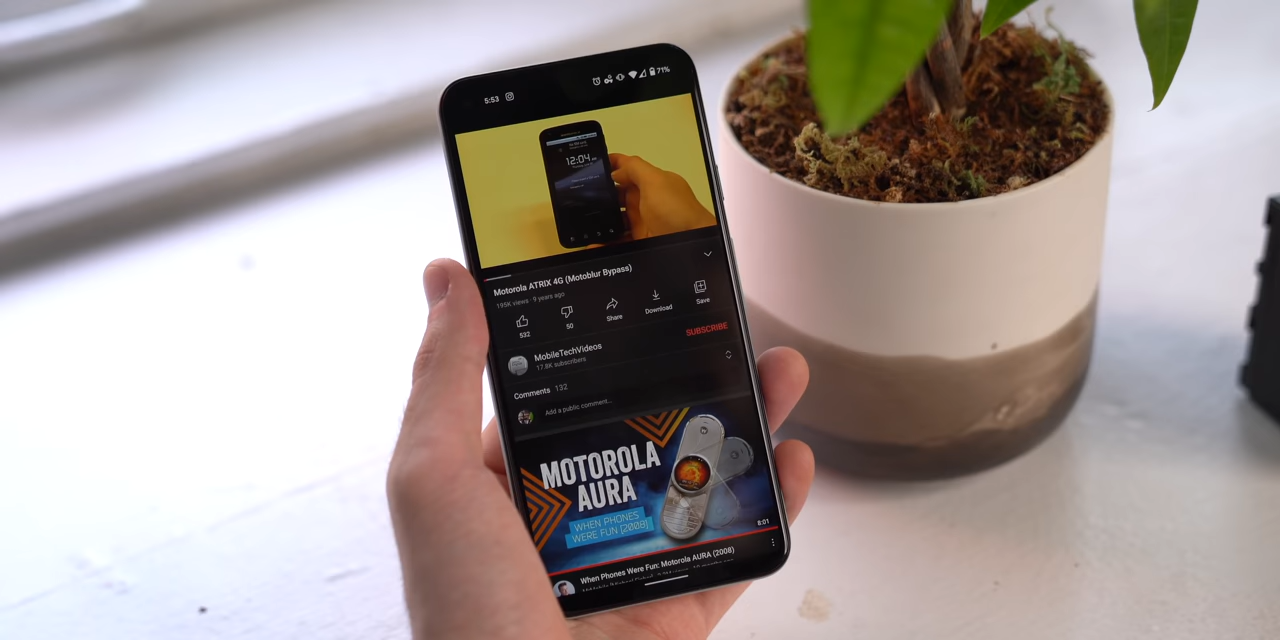 5:53
71%
12:04
Motorola ATRIX 4G (Motoblur Bypass)
195K views · 9 years ago
532
50
Share
Download
Save
MobileTechVideos
17.8K subscribers
SUBSCRIBE
Comments 132
Add a public comment...
MOTOROLA
AURA
WHEN PHONES
WERE FUN [2008]
8:01
When Phones Were Fun: Motorola AURA (2008)